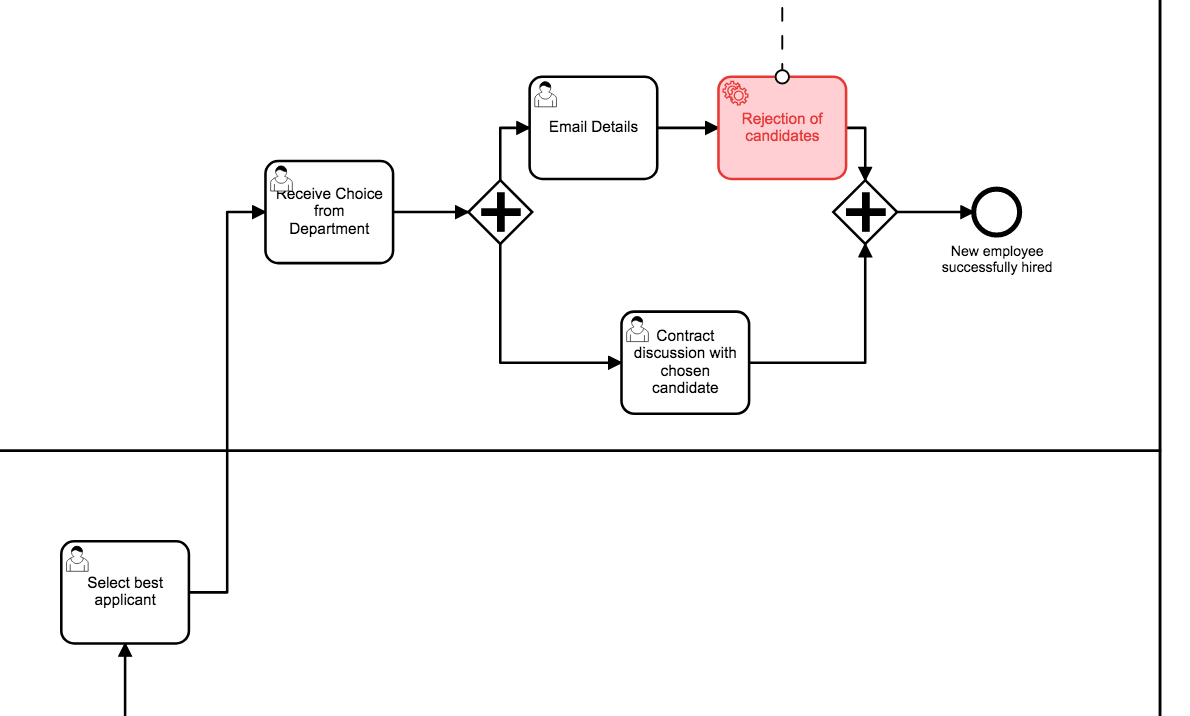 Email Details
Rejection of
candidates
Receive Choice
from
Department
New employee
successfully hired
Contract
discussion with
chosen
candidate
Select best
applicant